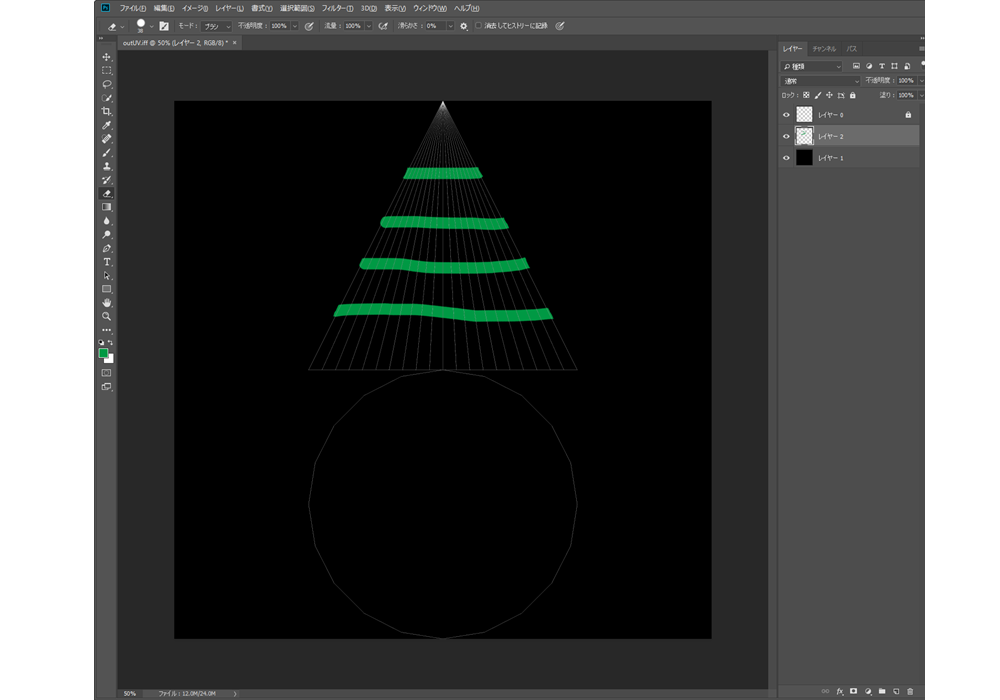 Ps ファイル(F) 編集(E) イメージ(I) レイヤー(L) 書式(Y) 選択範囲(S) フィルター(T) 3D(D) 表示(V) ウィンドウ(W) ヘルプ(H)
38 モード: ブラシ 不透明度: 100% 流量: 100% 滑らかさ: 0% 消去してヒストリーに記録
outUV.iff @ 50% (レイヤー 2, RGB/8) * ×
レイヤー チャンネル パス
種類
通常 不透明度: 100%
ロック: 塗り: 100%
レイヤー 0
レイヤー 2
レイヤー 1
50% ファイル : 12.0M/24.0M